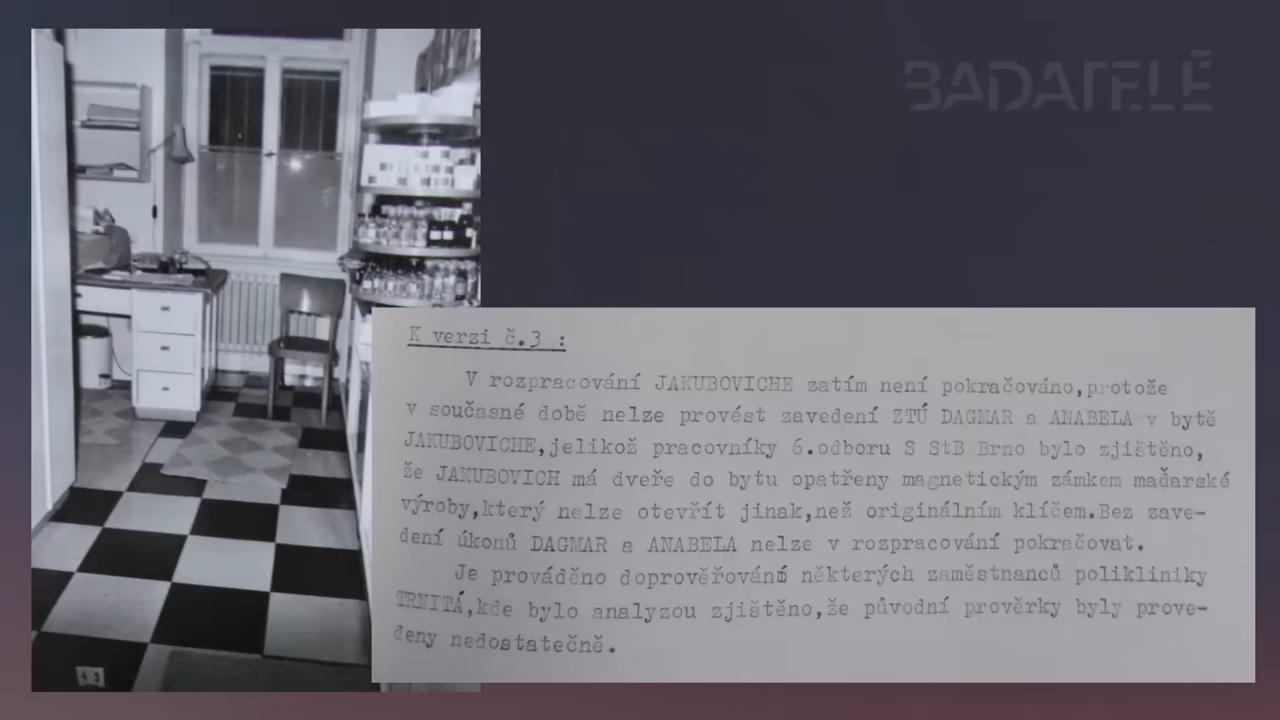 BADATELÉ
K verzi č.3 :
V rozpracování JAKUBOVICHE zatím není pokračováno,protože
v současné době nelze provést zavedení ZTÚ DAGMAR a ANABELA v bytě
JAKUBOVICHE,jelikož pracovníky 6.odboru S StB Brno bylo zjištěno,
že JAKUBOVICH má dveře do bytu opatřeny magnetickým zámkem maďarské
výroby,který nelze otevřít jinak,než originálním klíčem.Bez zave-
dení úkonů DAGMAR a ANABELA nelze v rozpracování pokračovat.
Je prováděno doprověřování některých zaměstnanců polikliniky
TRNITÁ,kde bylo analyzou zjištěno,že původní prověrky byly prove-
deny nedostatečně.
43